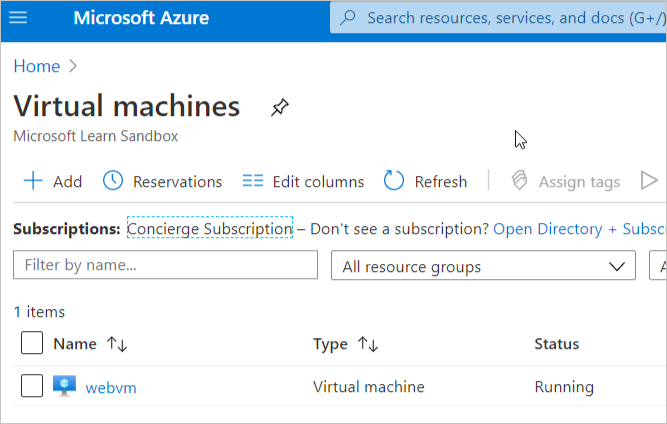 Microsoft Azure Search resources, services, and docs (G+/)
Home >
Virtual machines
Microsoft Learn Sandbox
Add Reservations Edit columns Refresh Assign tags
Subscriptions: Concierge Subscription – Don't see a subscription? Open Directory + Subsc
Filter by name... All resource groups A
1 items
Name Type Status
webvm Virtual machine Running